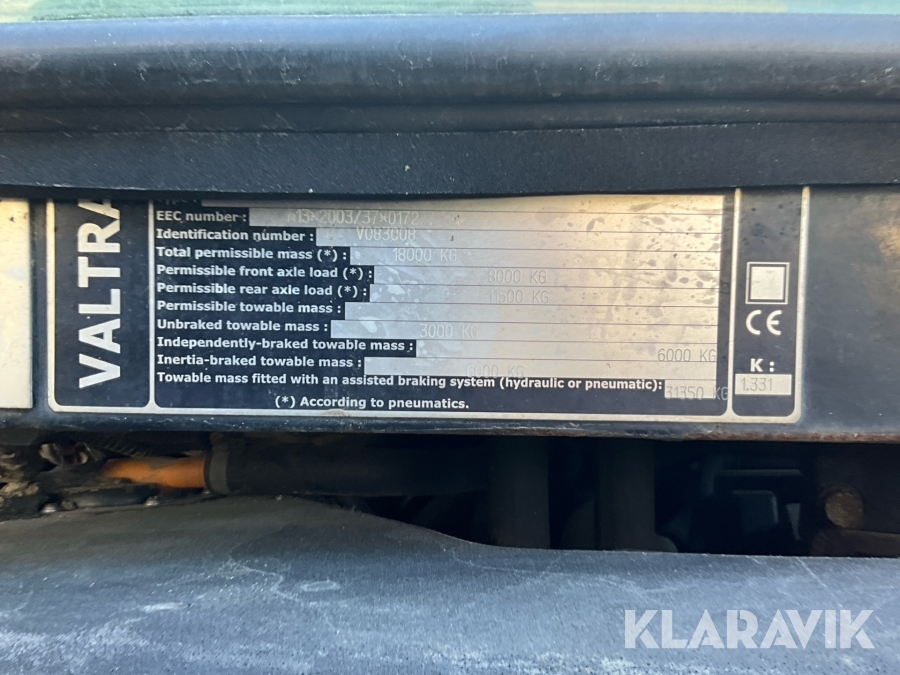 VALTRA
EEC number : 13*2003/37*0172
Identification number : V083008
Total permissible mass (*) : 18000 KG
Permissible front axle load (*) : 8000 KG
Permissible rear axle load (*) : 11500 KG
Permissible towable mass :
Unbraked towable mass : 3000 KG
Independently-braked towable mass : 6000 KG
Inertia-braked towable mass : 6000 KG
Towable mass fitted with an assisted braking system (hydraulic or pneumatic): 31350 KG
(*) According to pneumatics.
CE
K :
1.331
KLARAVIK